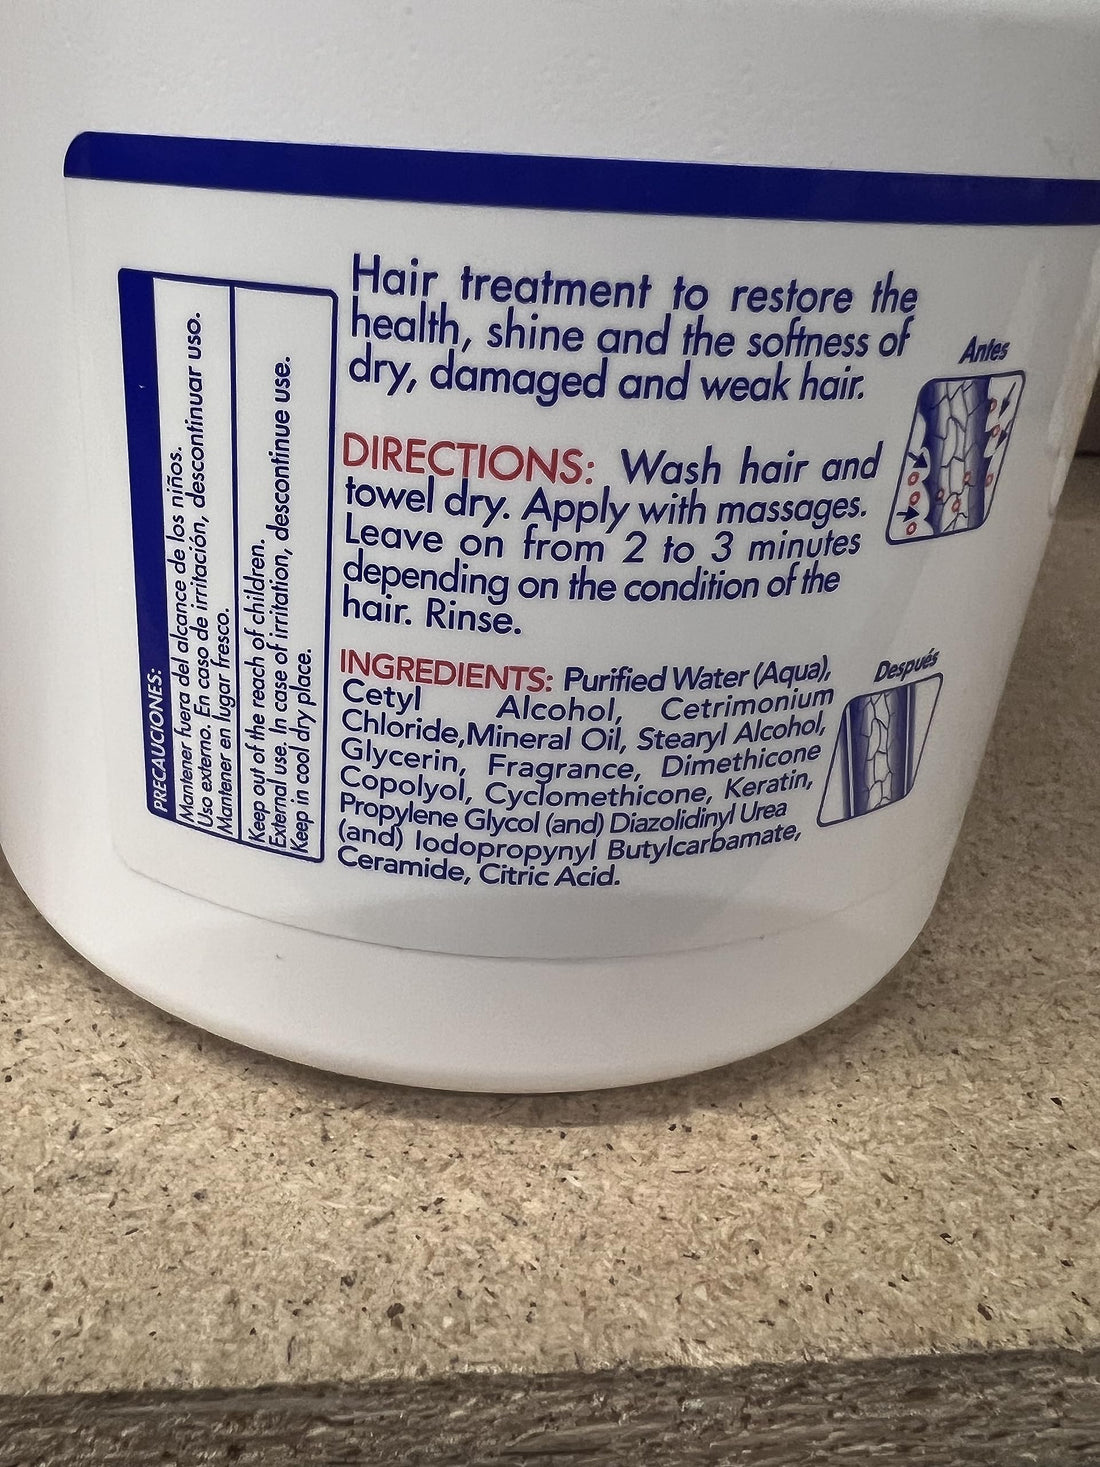 PRECAUCIONES:
Mantener fuera del alcance de los niños.
Uso externo. En caso de irritación, descontinuar uso.
Mantener en lugar fresco.
Keep out of the reach of children.
External use. In case of irritation, descontinue use.
Keep in cool dry place.
Hair treatment to restore the
health, shine and the softness of
dry, damaged and weak hair.
DIRECTIONS: Wash hair and
towel dry. Apply with massages.
Leave on from 2 to 3 minutes
depending on the condition of the
hair. Rinse.
INGREDIENTS: Purified Water (Aqua),
Cetyl Alcohol, Cetrimonium
Chloride,Mineral Oil, Stearyl Alcohol,
Glycerin, Fragrance, Dimethicone
Copolyol, Cyclomethicone, Keratin,
Propylene Glycol (and) Diazolidinyl Urea
(and) Iodopropynyl Butylcarbamate,
Ceramide, Citric Acid.
Antes
Después